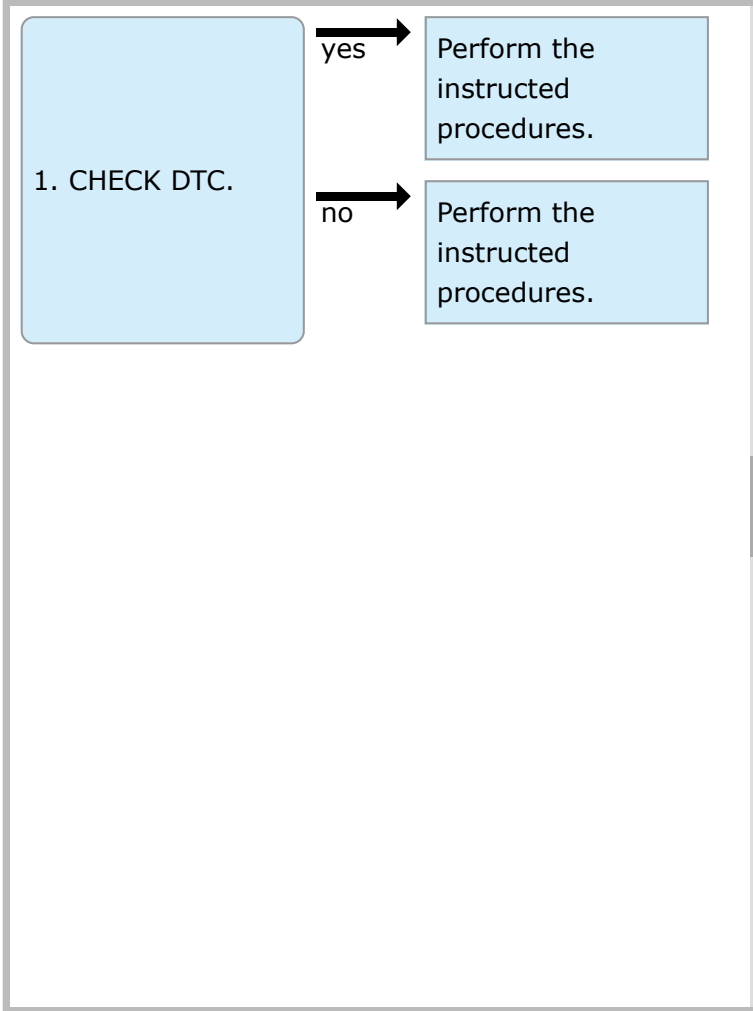 1. CHECK DTC.
yes
Perform the
instructed
procedures.
no
Perform the
instructed
procedures.